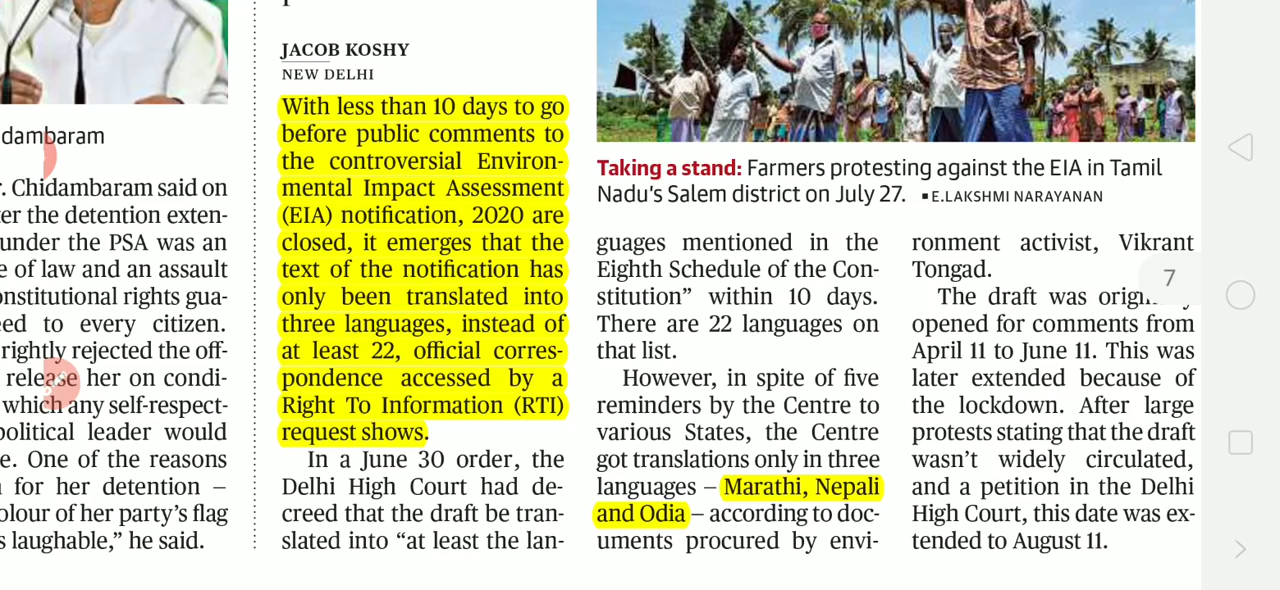 dambaram
r. Chidambaram said on
ter the detention exten-
under the PSA was an
e of law and an assault
onstitutional rights gua-
eed to every citizen.
rightly rejected the off-
release her on condi-
which any self-respect-
political leader would
e. One of the reasons
for her detention –
olour of her party's flag
s laughable,” he said.
JACOB KOSHY
NEW DELHI
With less than 10 days to go
before public comments to
the controversial Environ-
mental Impact Assessment
(EIA) notification, 2020 are
closed, it emerges that the
text of the notification has
only been translated into
three languages, instead of
at least 22, official corres-
pondence accessed by a
Right To Information (RTI)
request shows.
In a June 30 order, the
Delhi High Court had de-
creed that the draft be tran-
slated into “at least the lan-
Taking a stand: Farmers protesting against the EIA in Tamil
Nadu's Salem district on July 27. ▪ E.LAKSHMI NARAYANAN
guages mentioned in the
Eighth Schedule of the Con-
stitution” within 10 days.
There are 22 languages on
that list.
However, in spite of five
reminders by the Centre to
various States, the Centre
got translations only in three
languages – Marathi, Nepali
and Odia – according to doc-
uments procured by envi-
ronment activist, Vikrant
Tongad.
The draft was
opened for comments from
April 11 to June 11. This was
later extended because of
the lockdown. After large
protests stating that the draft
wasn't widely circulated,
and a petition in the Delhi
High Court, this date was ex-
tended to August 11.
7